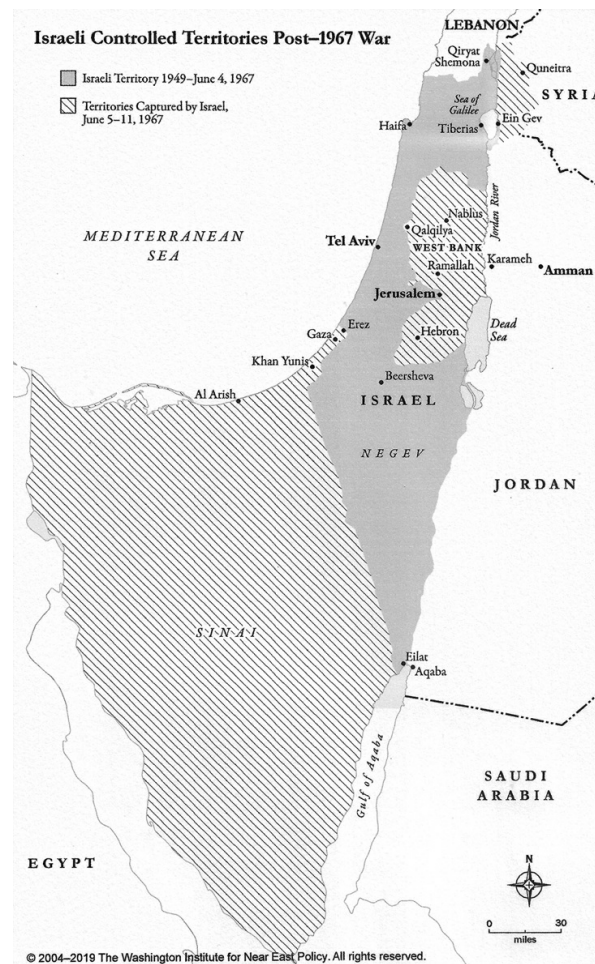 LEBANON
Israeli Controlled Territories Post–1967 War
Qiryat
Shemona
Quneitra
Israeli Territory 1949–June 4, 1967
SYRIA
Territories Captured by Israel,
June 5–11, 1967
Sea of
Galilee
Haifa
Tiberias
Ein Gev
Jordan River
Nablus
Qalqilya
MEDITERRANEAN
SEA
Tel Aviv
WEST BANK
Ramallah
Karameh
Amman
Jerusalem
Erez
Gaza
Hebron
Dead
Sea
Khan Yunis
Beersheva
Al Arish
ISRAEL
NEGEV
JORDAN
SINAI
Eilat
Aqaba
Gulf of Aqaba
SAUDI
ARABIA
EGYPT
N
0 30
miles
© 2004–2019 The Washington Institute for Near East Policy. All rights reserved.